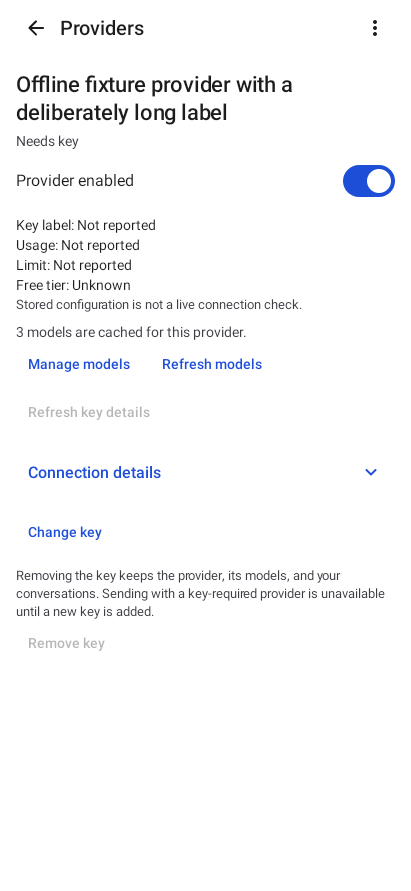 Providers
Offline fixture provider with a
deliberately long label
Needs key
Provider enabled
Key label: Not reported
Usage: Not reported
Limit: Not reported
Free tier: Unknown
Stored configuration is not a live connection check.
3 models are cached for this provider.
Manage models Refresh models
Refresh key details
Connection details
Change key
Removing the key keeps the provider, its models, and your
conversations. Sending with a key-required provider is unavailable
until a new key is added.
Remove key